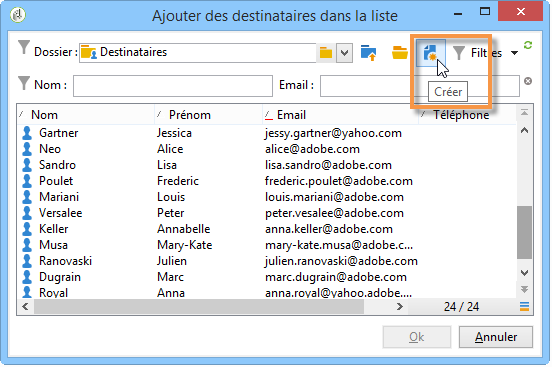 Ajouter des destinataires dans la liste
Dossier : Destinataires Filtres
Créer
Nom : Email :
Nom Prénom Email Téléphone
Gartner Jessica jessy.gartner@yahoo.com
Neo Alice alice@adobe.com
Sandro Lisa lisa.sandro@adobe.com
Poulet Frederic frederic.poulet@adobe.com
Mariani Louis louis.mariani@adobe.com
Versalee Peter peter.vesalee@adobe.com
Keller Annabelle anna.keller@adobe.com
Musa Mary-Kate mary-kate.musa@adobe.c...
Ranovaski Julien julien.ranovaski@adobe.com
Dugrain Marc marc.dugrain@adobe.com
Royal Anna anna.royal@yahoo.adobe....
24 / 24
Ok Annuler